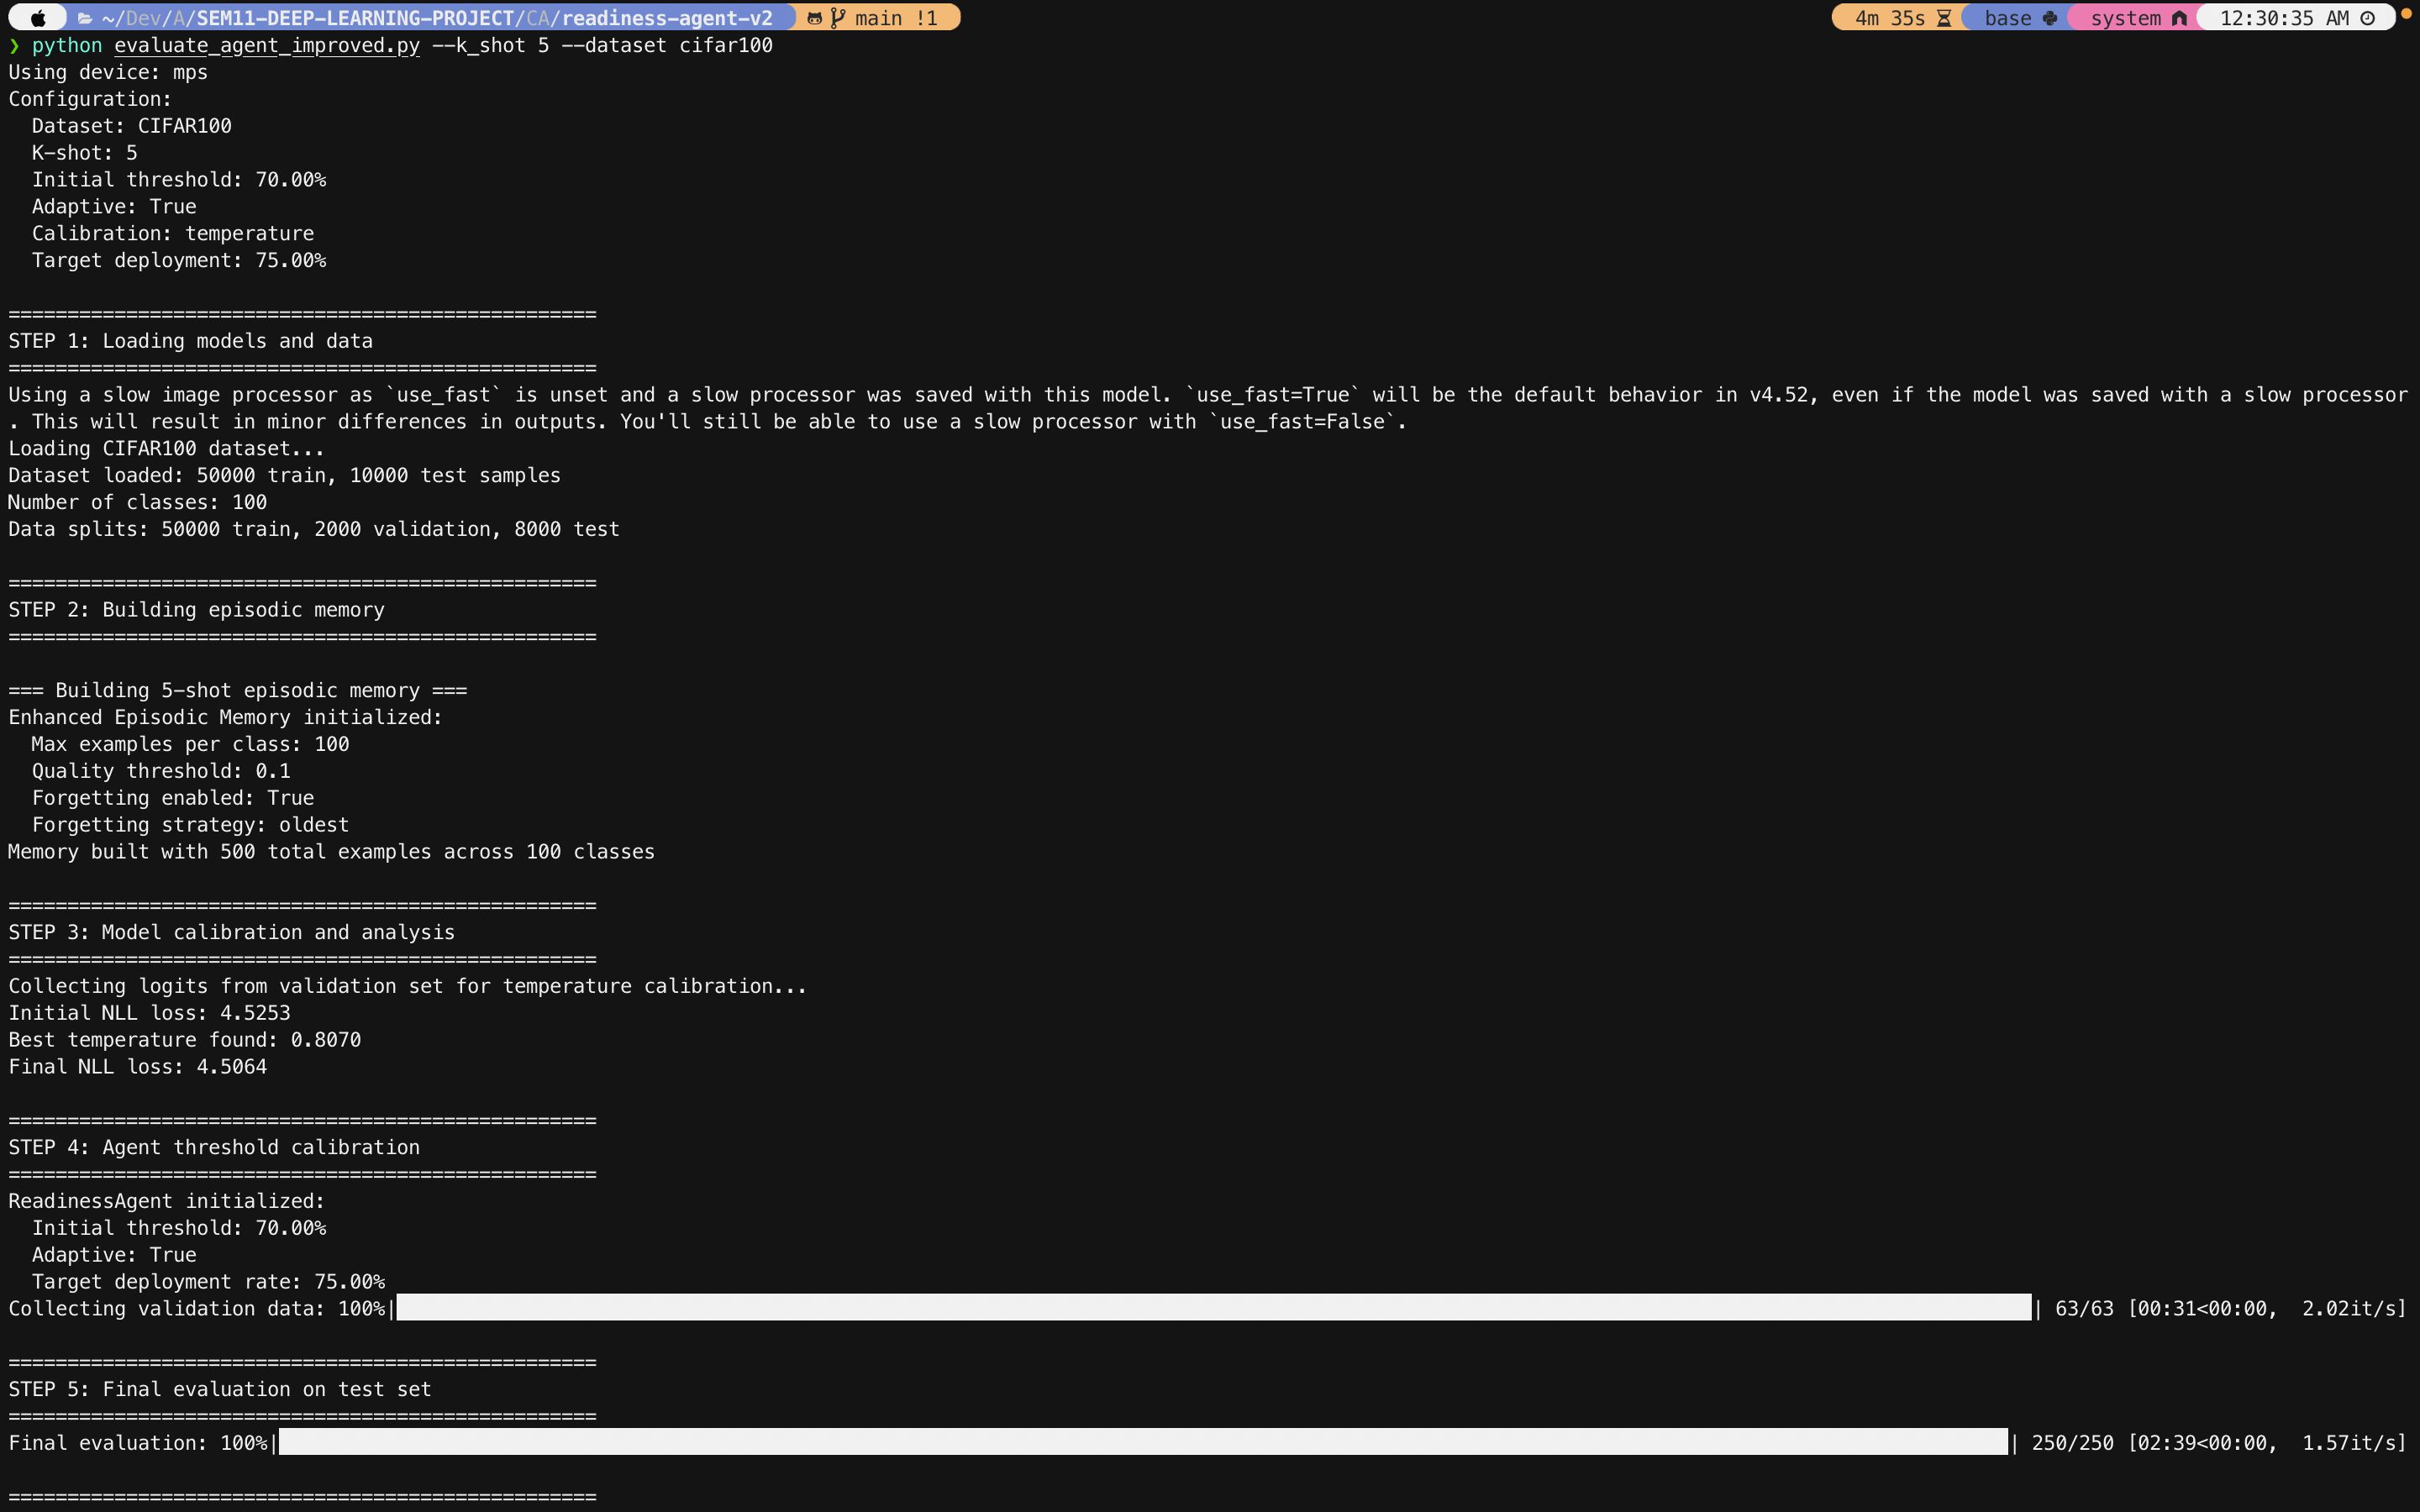 ~/Dev/A/SEM11-DEEP-LEARNING-PROJECT/CA/readiness-agent-v2 main !1 4m 35s base system 12:30:35 AM
❯ python evaluate_agent_improved.py --k_shot 5 --dataset cifar100
Using device: mps
Configuration:
  Dataset: CIFAR100
  K-shot: 5
  Initial threshold: 70.00%
  Adaptive: True
  Calibration: temperature
  Target deployment: 75.00%
==================================================
STEP 1: Loading models and data
==================================================
Using a slow image processor as `use_fast` is unset and a slow processor was saved with this model. `use_fast=True` will be the default behavior in v4.52, even if the model was saved with a slow processor
. This will result in minor differences in outputs. You'll still be able to use a slow processor with `use_fast=False`.
Loading CIFAR100 dataset...
Dataset loaded: 50000 train, 10000 test samples
Number of classes: 100
Data splits: 50000 train, 2000 validation, 8000 test
==================================================
STEP 2: Building episodic memory
==================================================
=== Building 5-shot episodic memory ===
Enhanced Episodic Memory initialized:
  Max examples per class: 100
  Quality threshold: 0.1
  Forgetting enabled: True
  Forgetting strategy: oldest
Memory built with 500 total examples across 100 classes
==================================================
STEP 3: Model calibration and analysis
==================================================
Collecting logits from validation set for temperature calibration...
Initial NLL loss: 4.5253
Best temperature found: 0.8070
Final NLL loss: 4.5064
==================================================
STEP 4: Agent threshold calibration
==================================================
ReadinessAgent initialized:
  Initial threshold: 70.00%
  Adaptive: True
  Target deployment rate: 75.00%
Collecting validation data: 100%| | 63/63 [00:31<00:00,  2.02it/s]
==================================================
STEP 5: Final evaluation on test set
==================================================
Final evaluation: 100%| | 250/250 [02:39<00:00,  1.57it/s]
==================================================